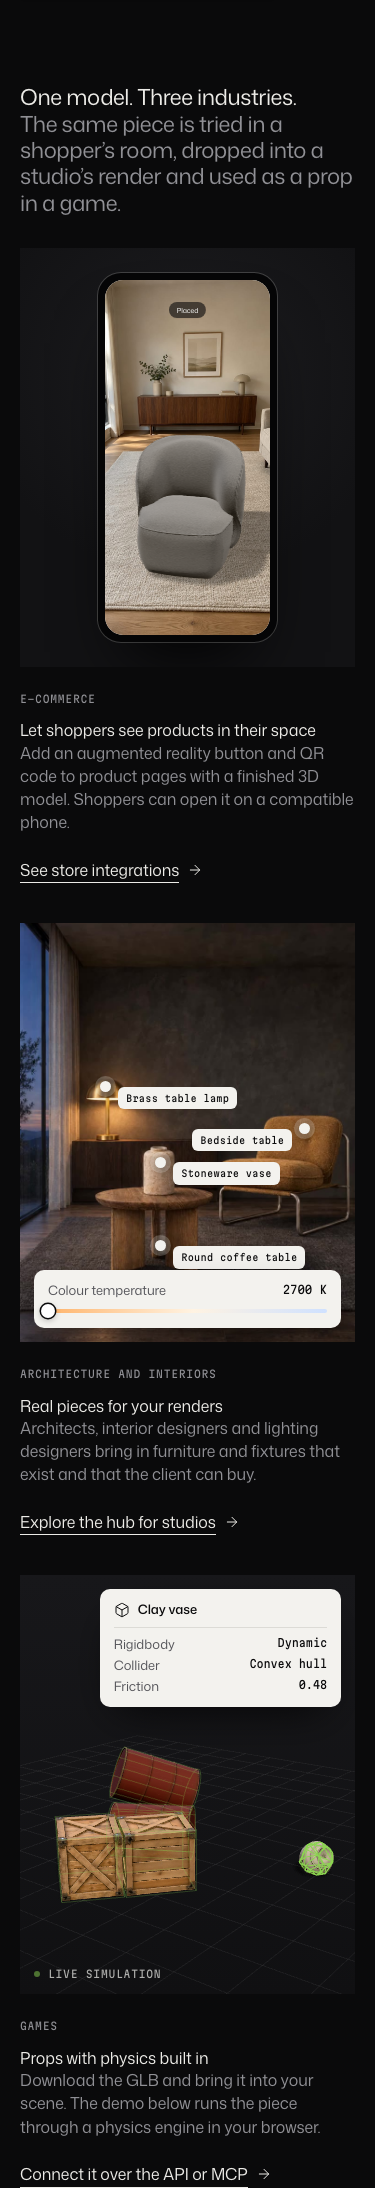 One model. Three industries.
The same piece is tried in a
shopper’s room, dropped into a
studio’s render and used as a prop
in a game.
Placed
E-COMMERCE
Let shoppers see products in their space
Add an augmented reality button and QR
code to product pages with a finished 3D
model. Shoppers can open it on a compatible
phone.
See store integrations →
Brass table lamp
Bedside table
Stoneware vase
Round coffee table
Colour temperature 2700 K
ARCHITECTURE AND INTERIORS
Real pieces for your renders
Architects, interior designers and lighting
designers bring in furniture and fixtures that
exist and that the client can buy.
Explore the hub for studios →
Clay vase
Rigidbody Dynamic
Collider Convex hull
Friction 0.48
LIVE SIMULATION
GAMES
Props with physics built in
Download the GLB and bring it into your
scene. The demo below runs the piece
through a physics engine in your browser.
Connect it over the API or MCP →